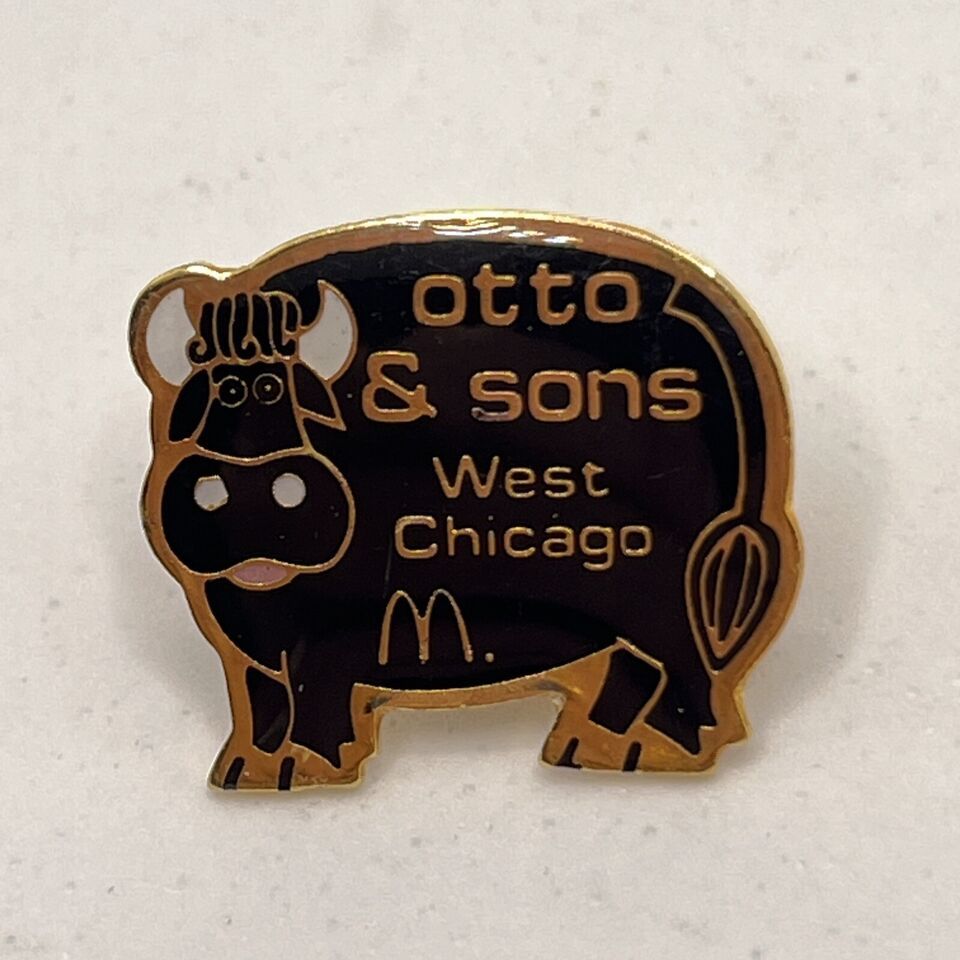 otto
& sons
West
Chicago
M.